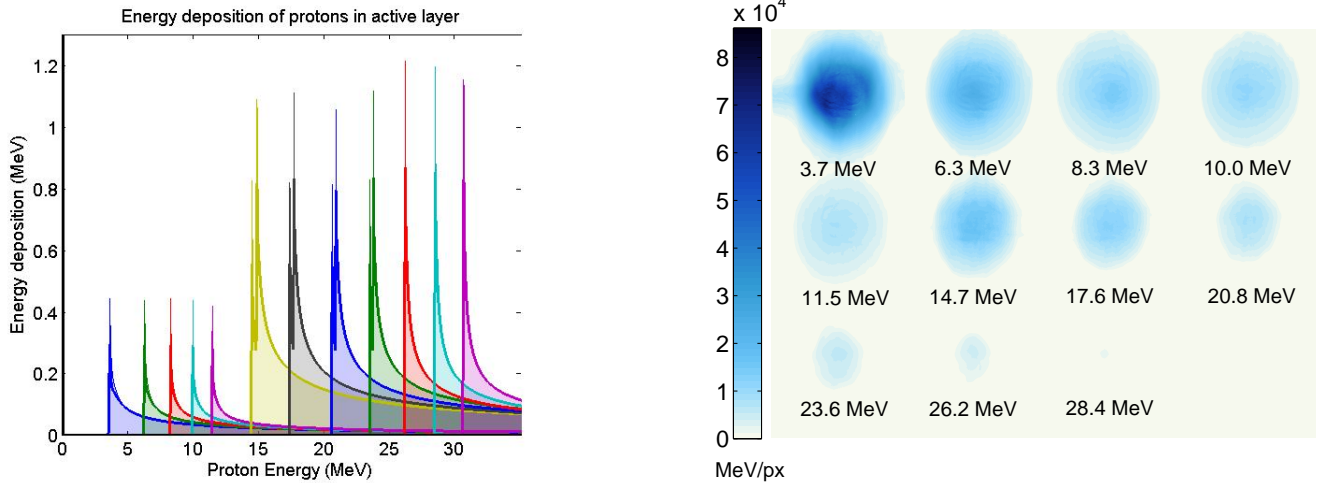 Energy deposition of protons in active layer
Energy deposition (MeV)
1.2
1
0.8
0.6
0.4
0.2
0
0 5 10 15 20 25 30
Proton Energy (MeV)
x 10^4
8
7
6
5
4
3
2
1
0
MeV/px
3.7 MeV 6.3 MeV 8.3 MeV 10.0 MeV
11.5 MeV 14.7 MeV 17.6 MeV 20.8 MeV
23.6 MeV 26.2 MeV 28.4 MeV